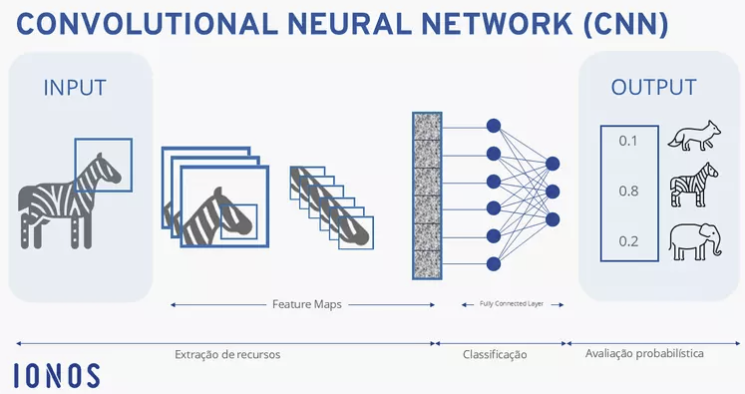 CONVOLUTIONAL NEURAL NETWORK (CNN)
INPUT
OUTPUT
0.1
0.8
0.2
Feature Maps
Fully Connected Layer
Extração de recursos
Classificação
Avaliação probabilística
IONOS